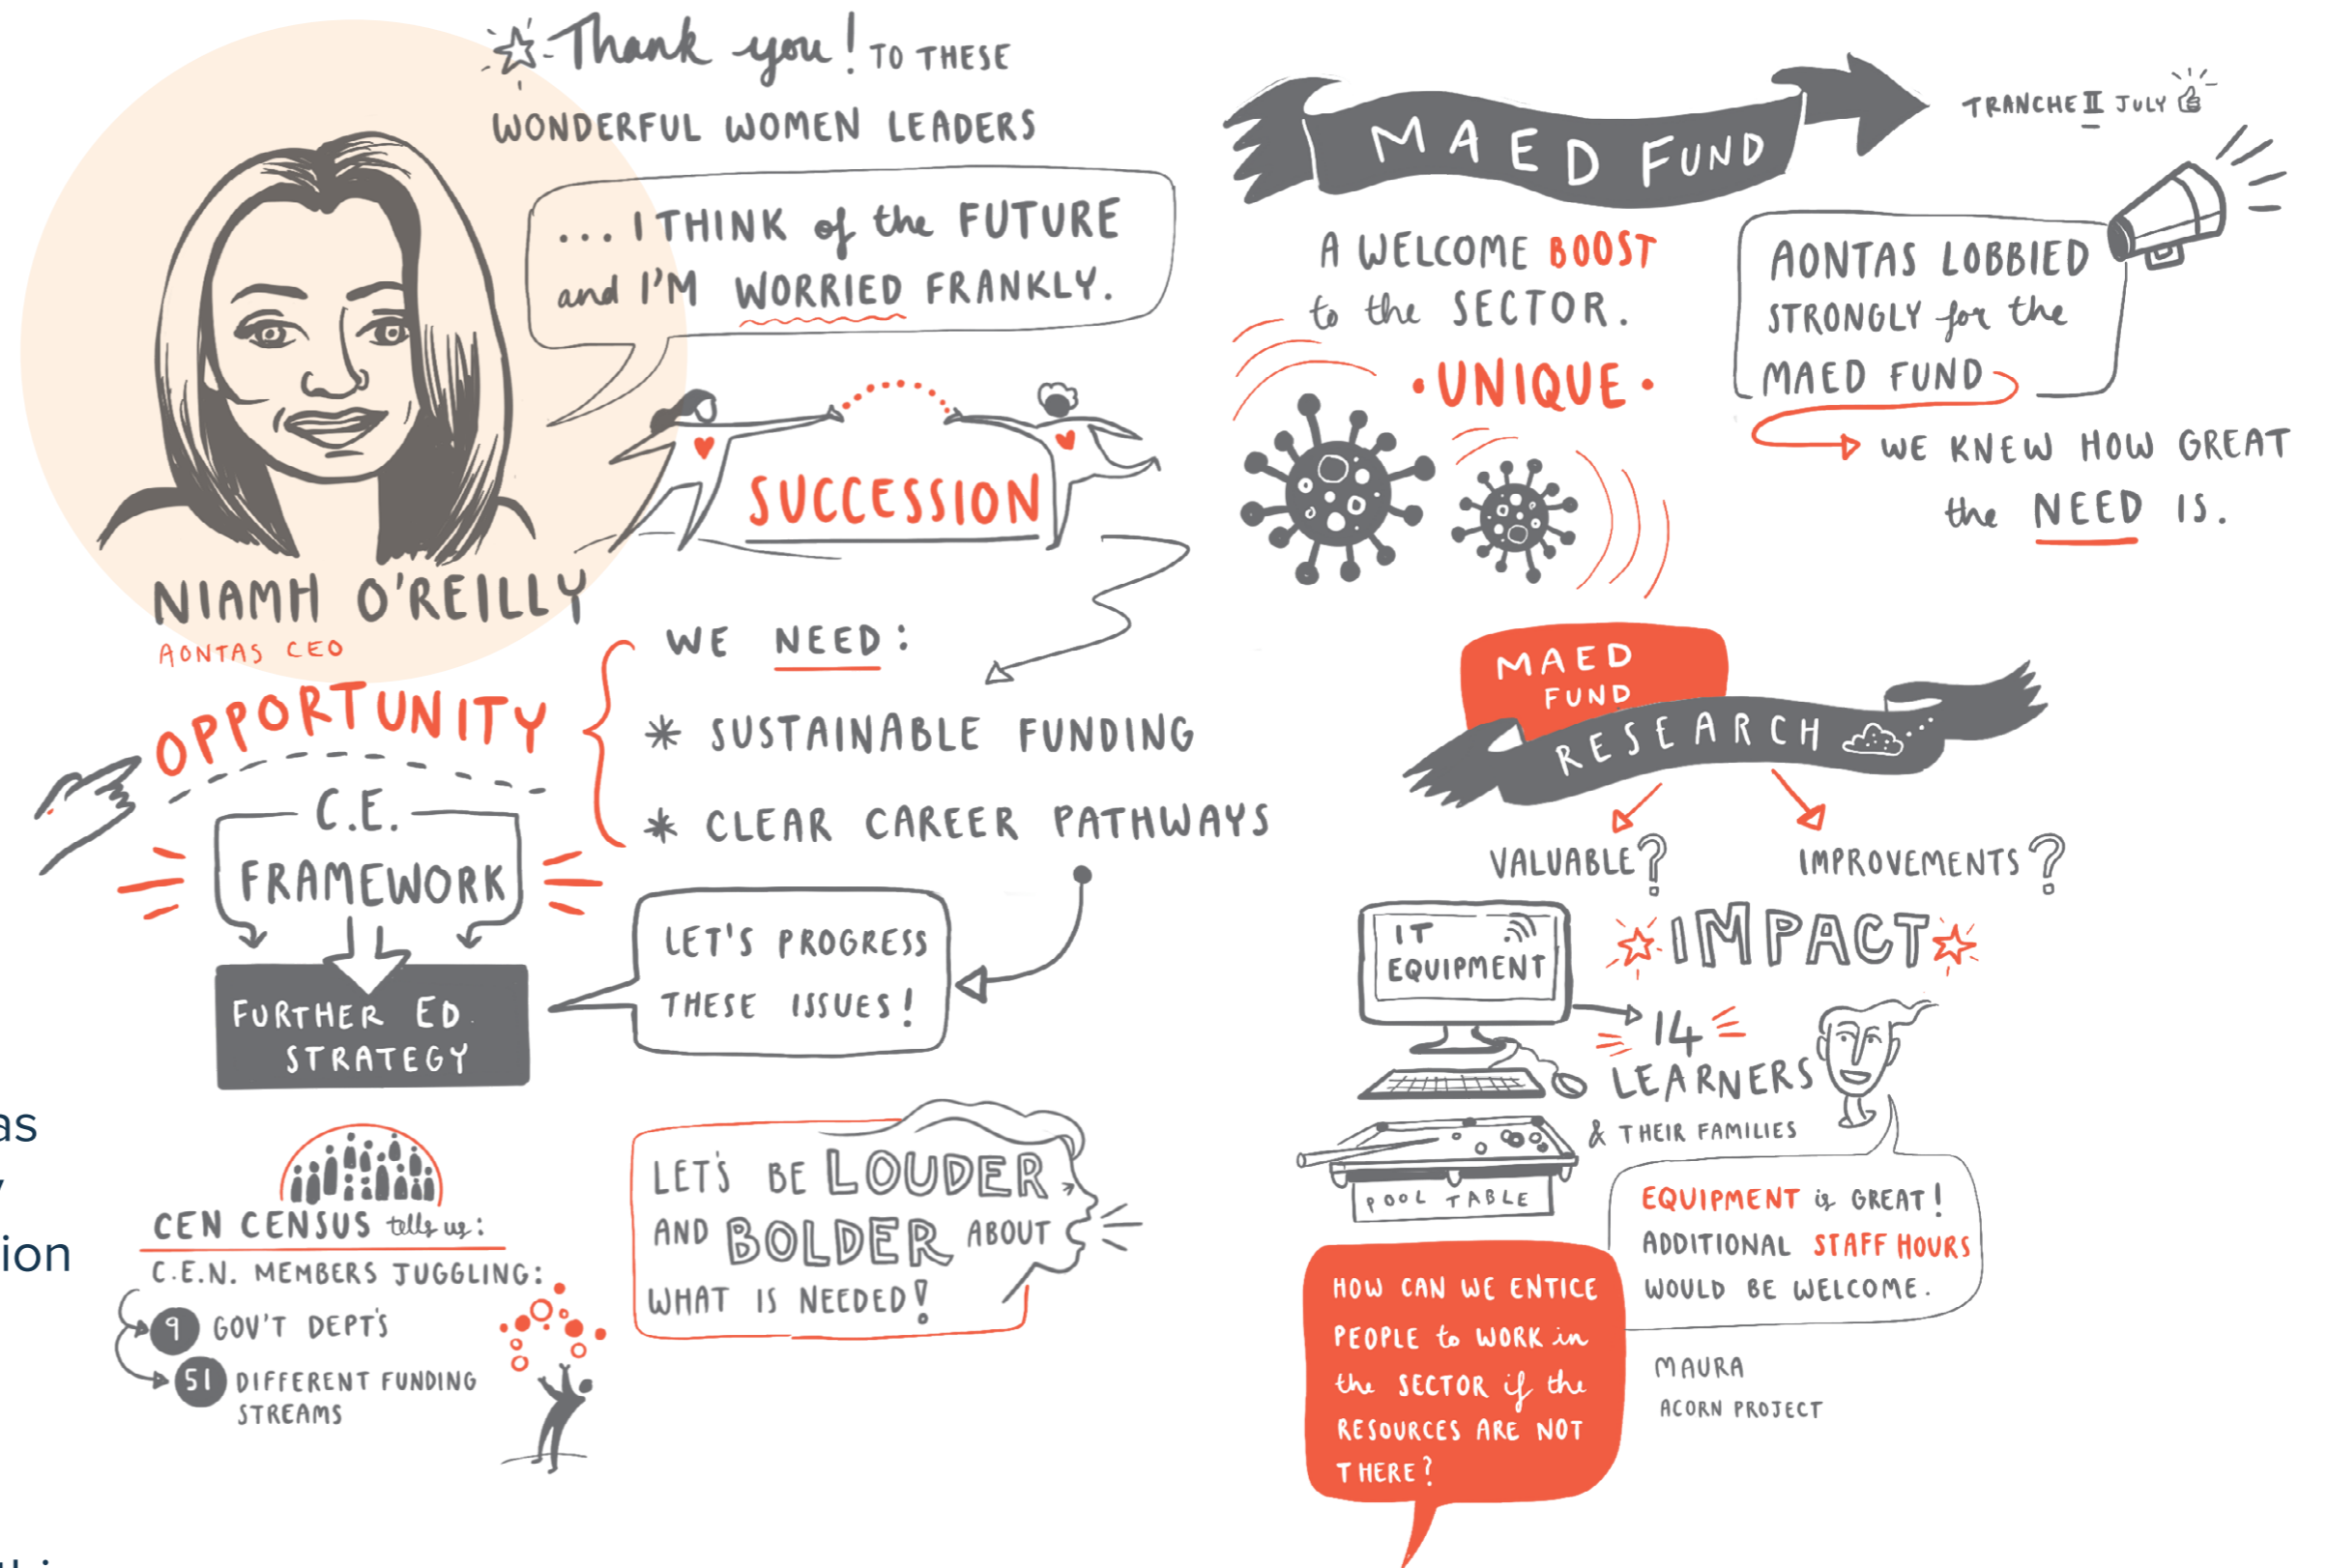 Thank you! TO THESE
WONDERFUL WOMEN LEADERS
... I THINK of the FUTURE
and I'M WORRIED FRANKLY.
SUCCESSION
NIAMH O'REILLY
AONTAS CEO
OPPORTUNITY
C.E.
FRAMEWORK
FURTHER ED.
STRATEGY
WE NEED:
* SUSTAINABLE FUNDING
* CLEAR CAREER PATHWAYS
LET'S PROGRESS
THESE ISSUES!
CEN CENSUS tells us:
C.E.N. MEMBERS JUGGLING:
9 GOV'T DEPT'S
51 DIFFERENT FUNDING
STREAMS
LET'S BE LOUDER
AND BOLDER ABOUT
WHAT IS NEEDED!
MAED FUND
TRANCHE II JULY
A WELCOME BOOST
to the SECTOR.
• UNIQUE •
AONTAS LOBBIED
STRONGLY for the
MAED FUND
WE KNEW HOW GREAT
the NEED IS.
MAED
FUND
RESEARCH
VALUABLE?
IMPROVEMENTS?
IMPACT
IT
EQUIPMENT
14
LEARNERS
& THEIR FAMILIES
POOL TABLE
EQUIPMENT is GREAT!
ADDITIONAL STAFF HOURS
WOULD BE WELCOME.
MAURA
ACORN PROJECT
HOW CAN WE ENTICE
PEOPLE to WORK in
the SECTOR if the
RESOURCES ARE NOT
THERE?
as
ion